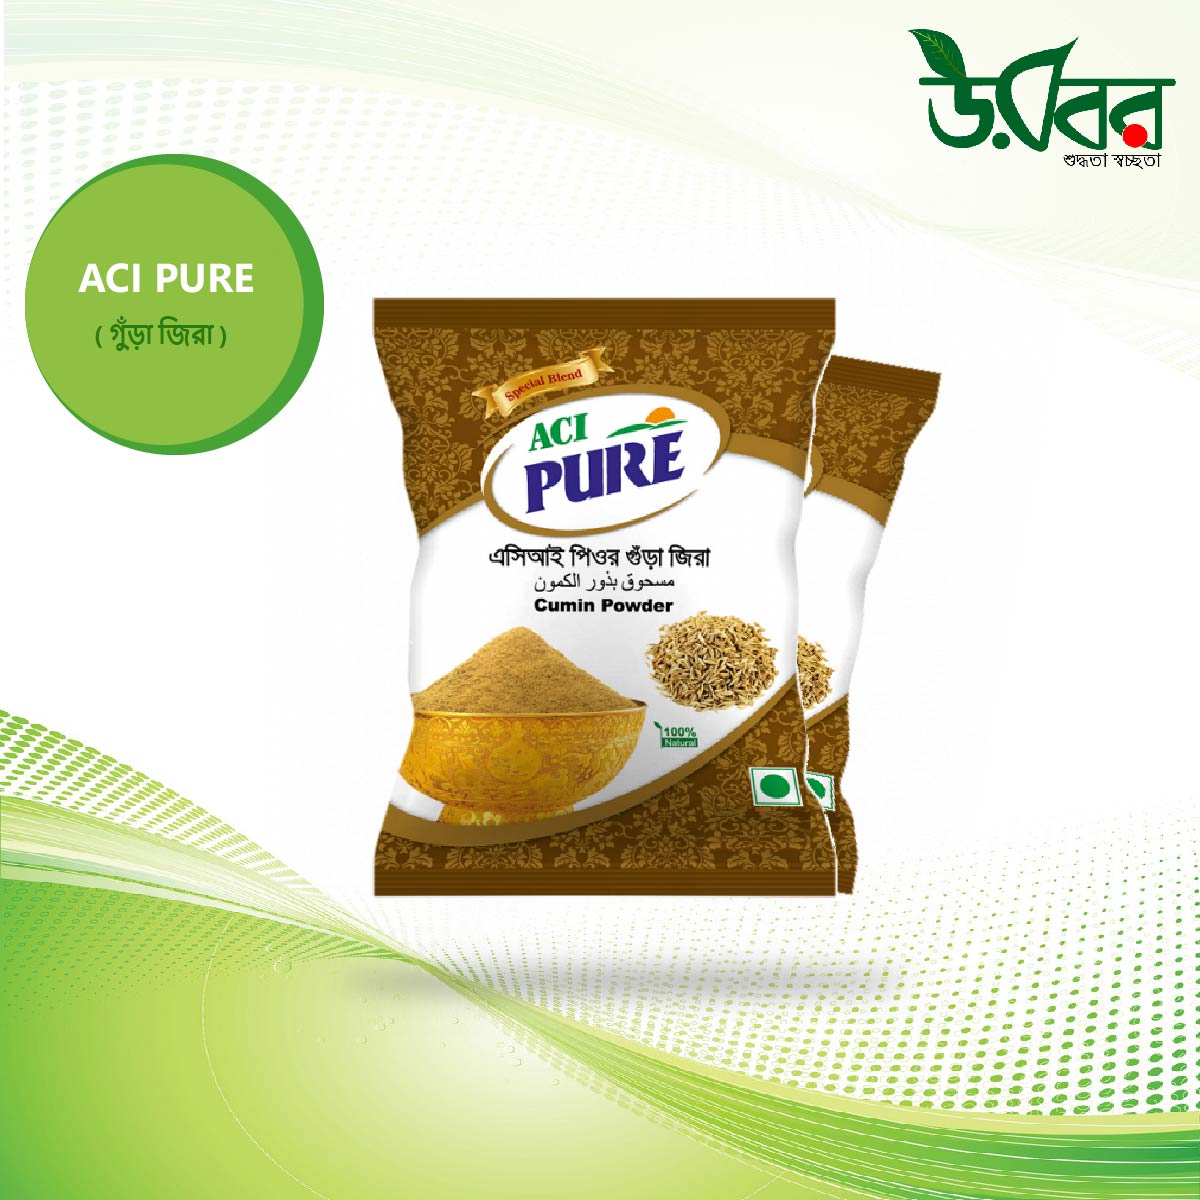 শুদ্ধতা স্বচ্ছতা
ACI PURE
( গুঁড়া জিরা )
Special Blend
ACI
PURE
এসিআই পিওর গুঁড়া জিরা
مسحوق بذور الكمون
Cumin Powder
100%
Natural